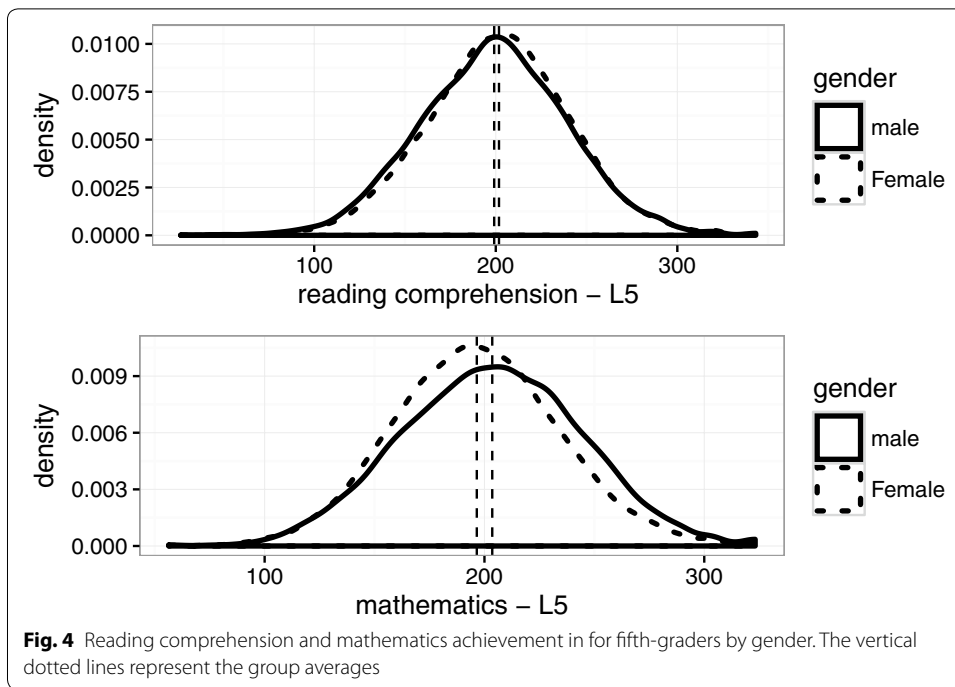 0.0100
0.0075
0.0050
0.0025
0.0000
density
100 200 300
reading comprehension – L5
gender
male
Female
0.009
0.006
0.003
0.000
density
100 200 300
mathematics – L5
gender
male
Female
Fig. 4 Reading comprehension and mathematics achievement in for fifth-graders by gender. The vertical
dotted lines represent the group averages